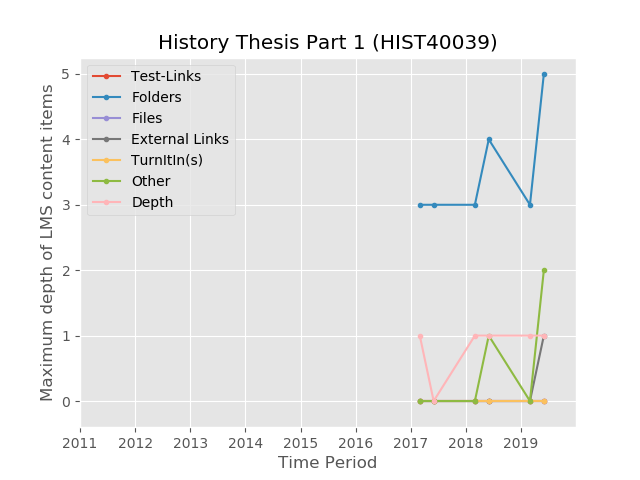 History Thesis Part 1 (HIST40039)
Maximum depth of LMS content items
5
4
3
2
1
0
Test-Links
Folders
Files
External Links
TurnItIn(s)
Other
Depth
2011 2012 2013 2014 2015 2016 2017 2018 2019
Time Period